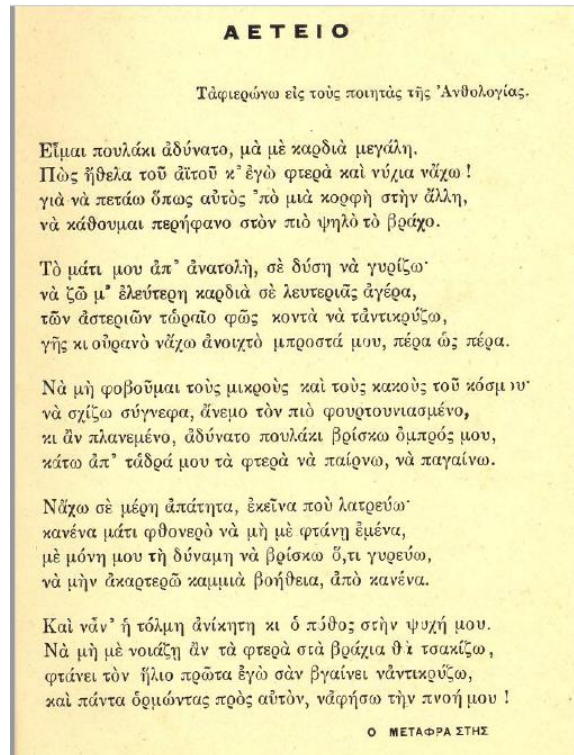 ΑΕΤΕΙΟ
Τἀφιερώνω εἰς τοὺς ποιητὰς τῆς Ἀνθολογίας.
Εἶμαι πουλάκι ἀδύνατο, μὰ μὲ καρδιὰ μεγάλη.
Πὼς ἤθελα τοῦ ἀϊτοῦ κ' ἐγὼ φτερὰ καὶ νύχια νἄχω !
γιὰ νὰ πετάω ὅπως αὐτὸς 'πὸ μιὰ κορφὴ στὴν ἄλλη,
νὰ κάθουμαι περήφανο στὸν πιὸ ψηλὸ τὸ βράχο.
Τὸ μάτι μου ἀπ' ἀνατολὴ, σὲ δύση νὰ γυρίζω·
νὰ ζῶ μ' ἐλεύτερη καρδιὰ σὲ λευτεριᾶς ἀγέρα,
τῶν ἀστεριῶν τὡραῖο φῶς κοντὰ νὰ τἀντικρύζω,
γῆς κι οὐρανὸ νἄχω ἀνοιχτὸ μπροστά μου, πέρα ὡς πέρα.
Νὰ μὴ φοβοῦμαι τοὺς μικροὺς καὶ τοὺς κακοὺς τοῦ κόσμου·
νὰ σχίζω σύγνεφα, ἄνεμο τὸν πιὸ φουρτουνιασμένο,
κι ἂν πλανεμένο, ἀδύνατο πουλάκι βρίσκω ὀμπρός μου,
κάτω ἀπ' τἁδρά μου τὰ φτερὰ νὰ παίρνω, νὰ παγαίνω.
Νἄχω σὲ μέρη ἀπάτητα, ἐκεῖνα ποὺ λατρεύω·
κανένα μάτι φθονερὸ νὰ μὴ μὲ φτάνῃ ἐμένα,
μὲ μόνη μου τὴ δύναμη νὰ βρίσκω ὅ,τι γυρεύω,
νὰ μὴν ἀκαρτερῶ καμμιὰ βοήθεια, ἀπὸ κανένα.
Καὶ νἆν' ἡ τόλμη ἀνίκητη κι ὁ πόθος στὴν ψυχή μου.
Νὰ μὴ μὲ νοιάζῃ ἂν τὰ φτερὰ στὰ βράχια θὰ τσακίζω,
φτάνει τὸν ἥλιο πρῶτα ἐγὼ σὰν βγαίνει νἀντικρύζω,
καὶ πάντα ὁρμώντας πρὸς αὐτὸν, νἀφήσω τὴν πνοή μου !
Ο ΜΕΤΑΦΡΑΣΤΗΣ